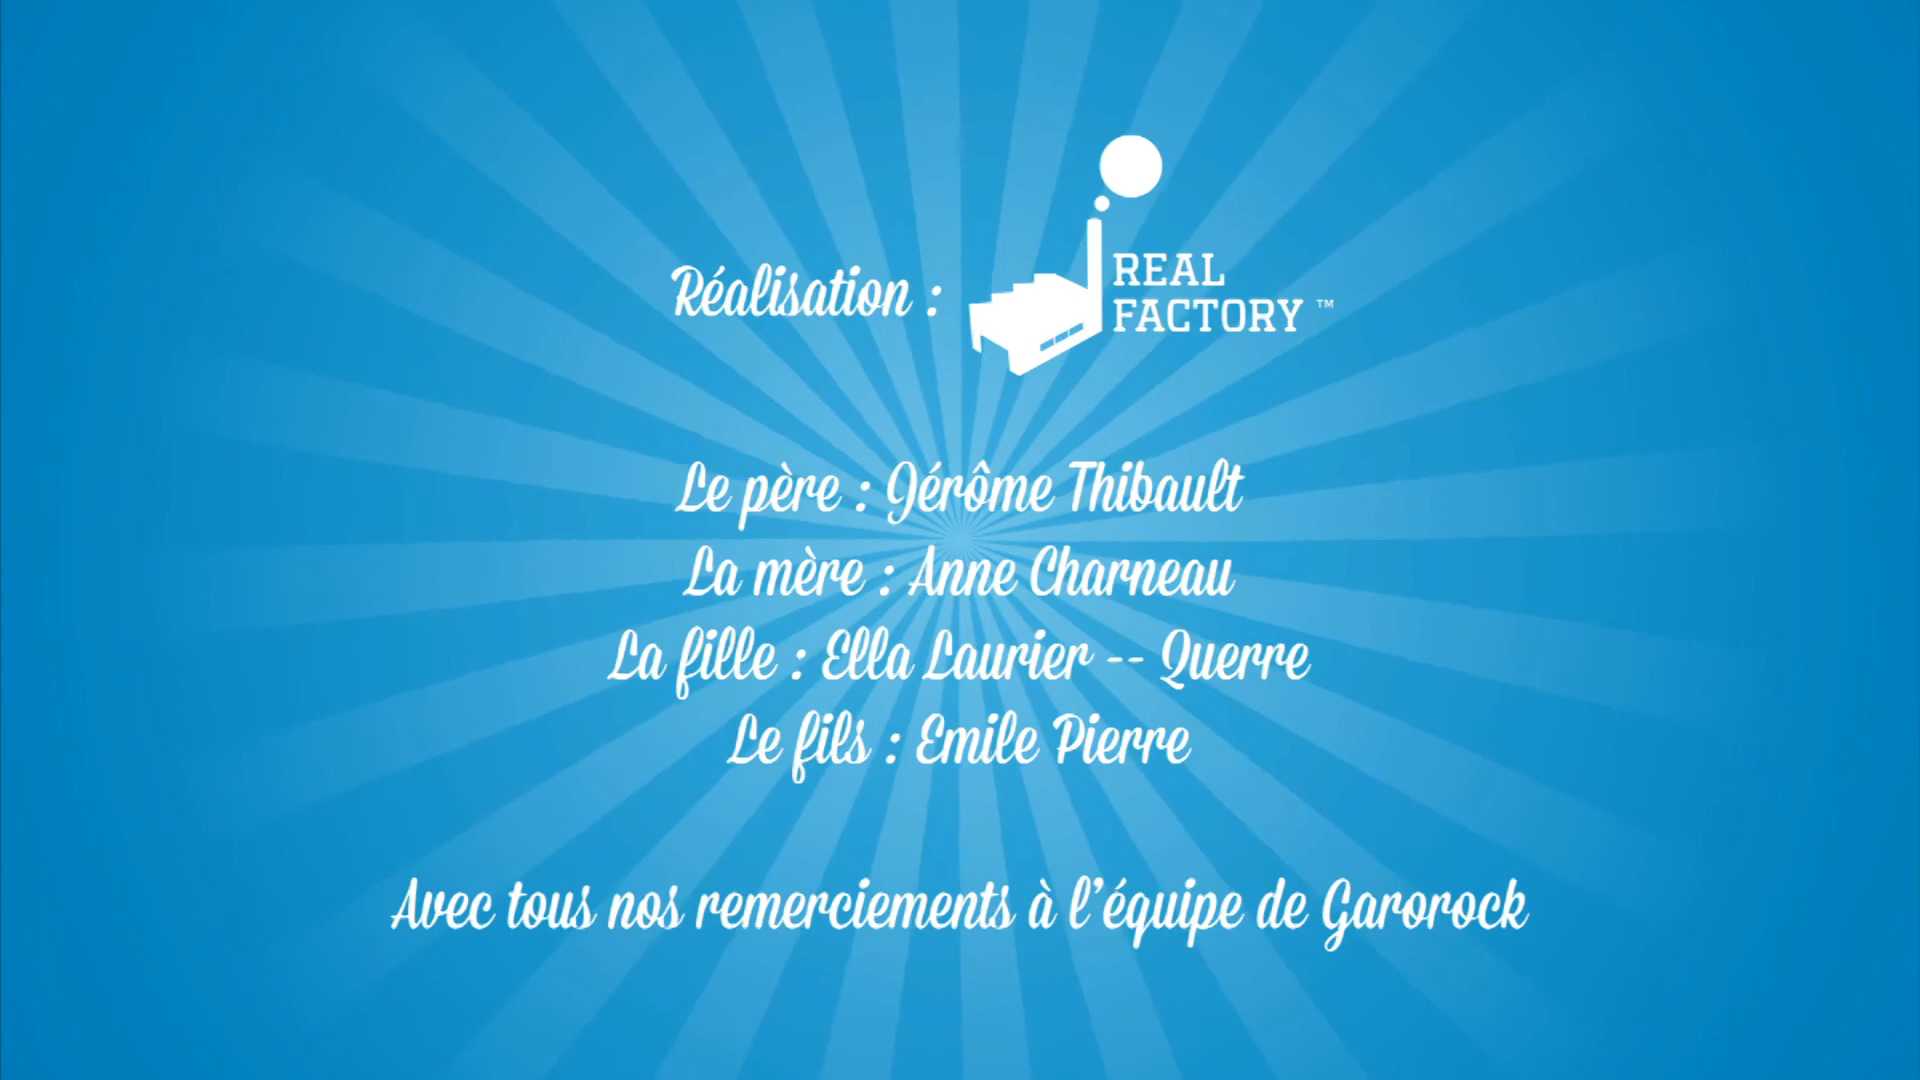 Réalisation : REAL
FACTORY ™
Le père : Jérôme Thibault
La mère : Anne Charneau
La fille : Ella Laurier -- Querre
Le fils : Emile Pierre
Avec tous nos remerciements à l'équipe de Garorock